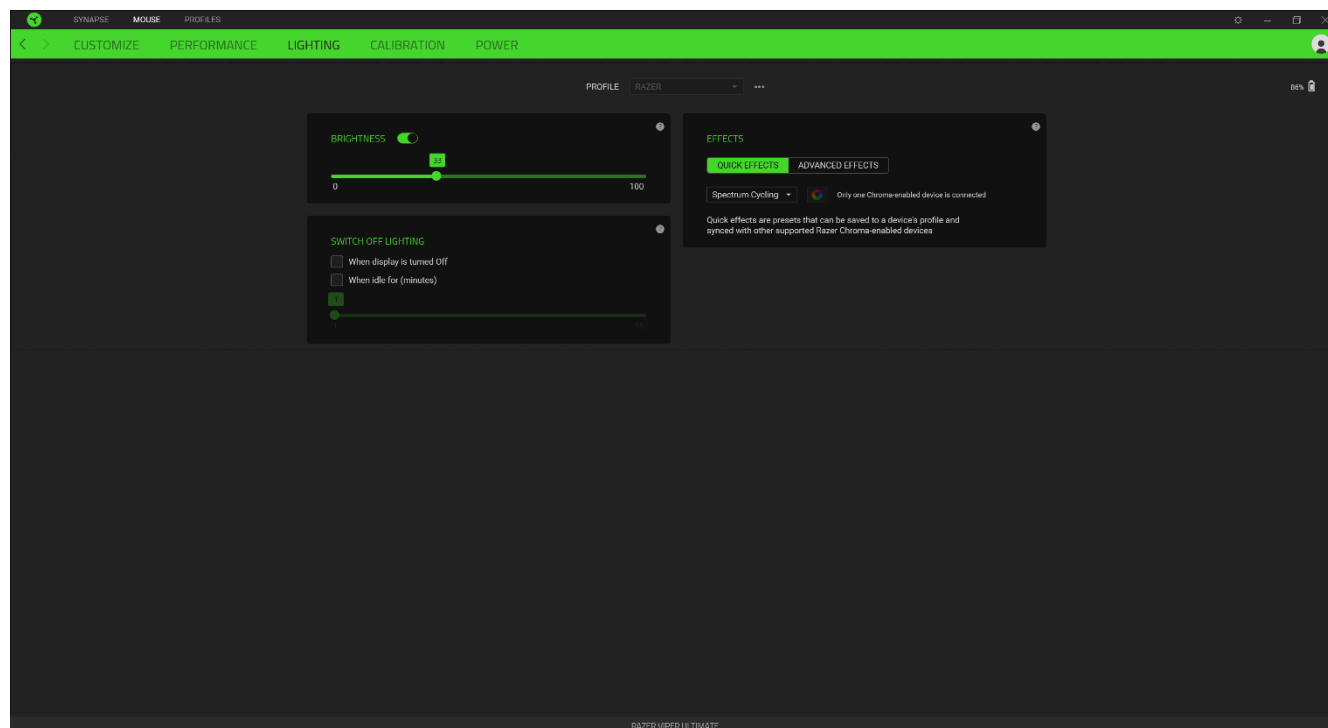 SYNAPSE MOUSE PROFILES
CUSTOMIZE PERFORMANCE LIGHTING CALIBRATION POWER
PROFILE RAZER
86%
BRIGHTNESS
33
0 100
SWITCH OFF LIGHTING
When display is turned Off
When idle for (minutes)
1
1 15
EFFECTS
QUICK EFFECTS ADVANCED EFFECTS
Spectrum Cycling Only one Chroma-enabled device is connected
Quick effects are presets that can be saved to a device's profile and
synced with other supported Razer Chroma-enabled devices
RAZER VIPER ULTIMATE